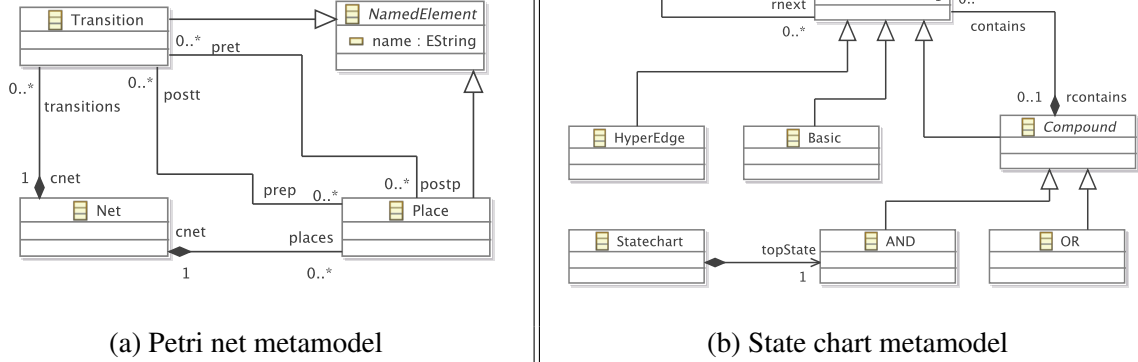 Transition
NamedElement
name : EString
0..*
pret
0..*
transitions
0..*
postt
1
cnet
prep
0..*
0..*
postp
Net
Place
cnet
places
1
0..*
(a) Petri net metamodel
rnext
0..*
contains
0..1
rcontains
HyperEdge
Basic
Compound
Statechart
AND
OR
topState
1
(b) State chart metamodel